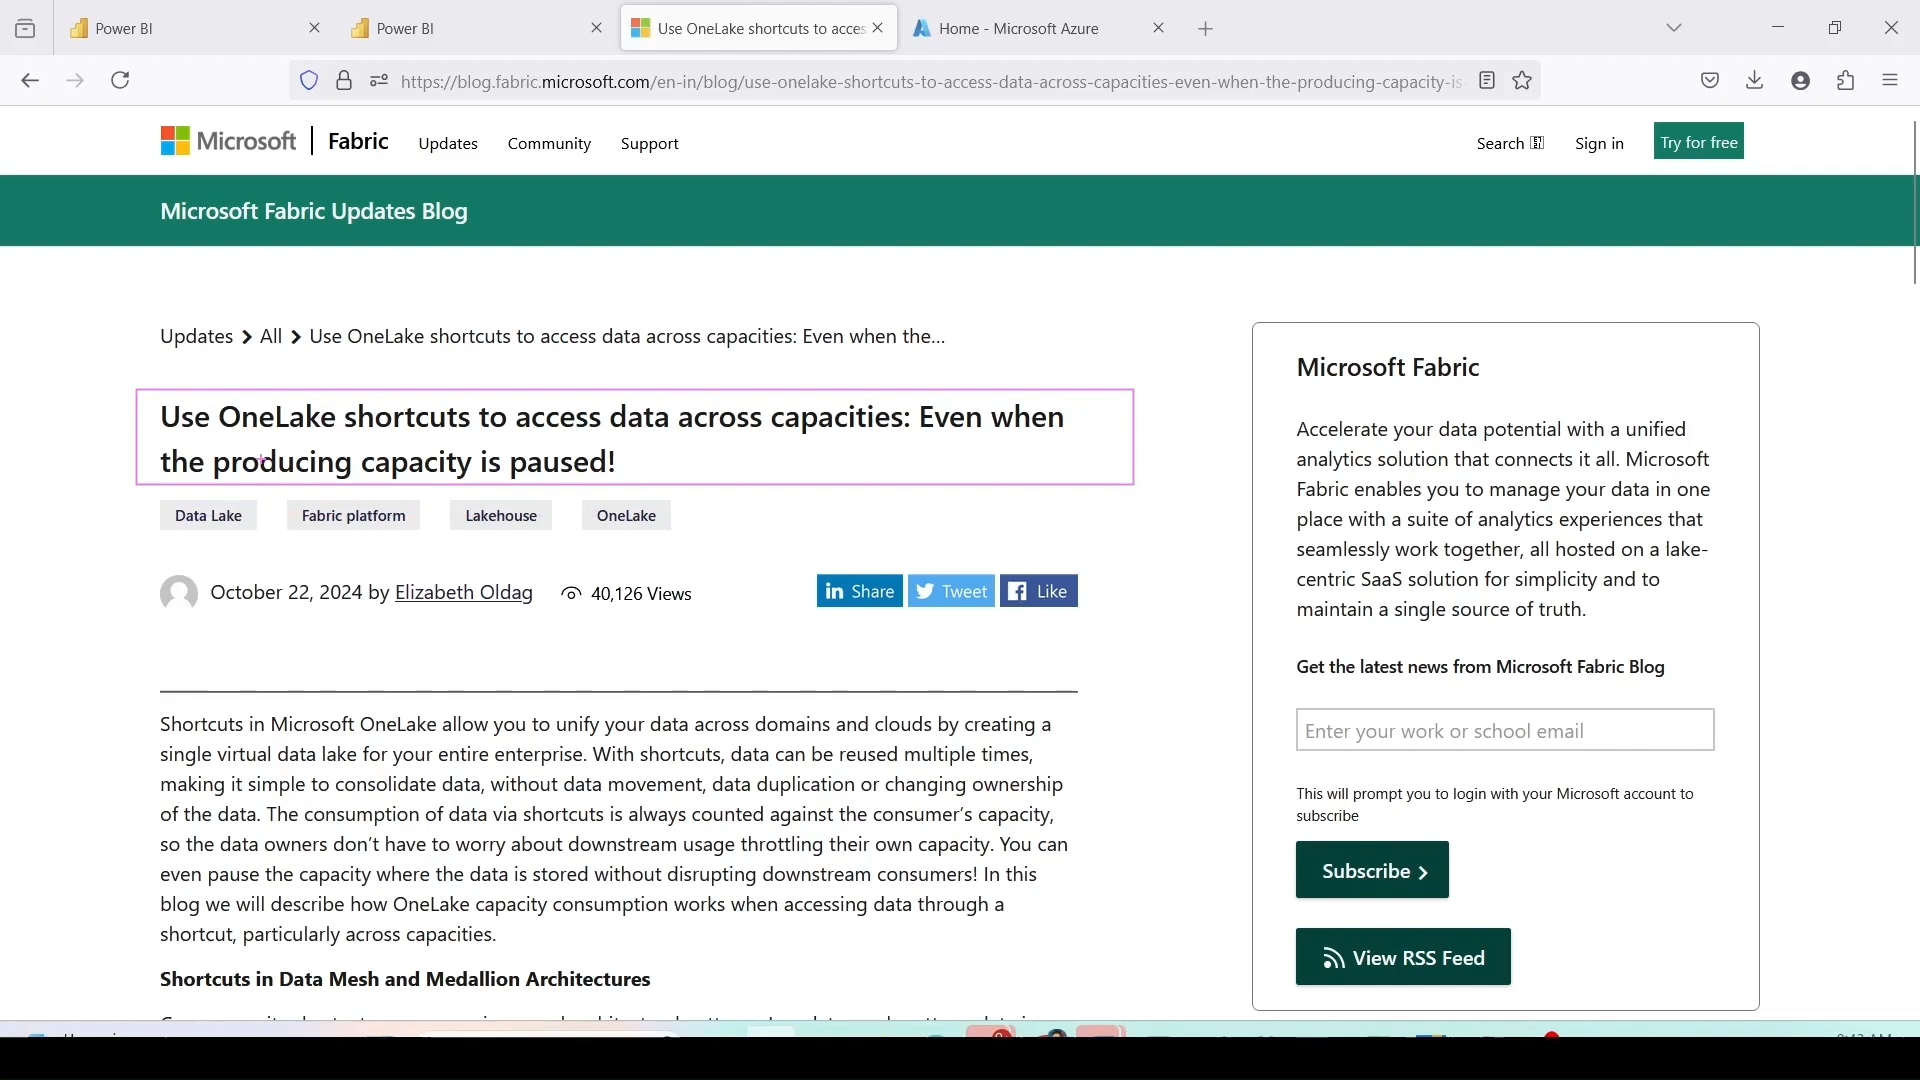 Power BI
Power BI
Use OneLake shortcuts to acces
Home - Microsoft Azure
https://blog.fabric.microsoft.com/en-in/blog/use-onelake-shortcuts-to-access-data-across-capacities-even-when-the-producing-capacity-is-
Microsoft
Fabric
Updates
Community
Support
Search
Sign in
Try for free
Microsoft Fabric Updates Blog
Updates > All > Use OneLake shortcuts to access data across capacities: Even when the...
Use OneLake shortcuts to access data across capacities: Even when
the producing capacity is paused!
Data Lake
Fabric platform
Lakehouse
OneLake
October 22, 2024 by Elizabeth Oldag
40,126 Views
Share
Tweet
Like
Shortcuts in Microsoft OneLake allow you to unify your data across domains and clouds by creating a
single virtual data lake for your entire enterprise. With shortcuts, data can be reused multiple times,
making it simple to consolidate data, without data movement, data duplication or changing ownership
of the data. The consumption of data via shortcuts is always counted against the consumer’s capacity,
so the data owners don’t have to worry about downstream usage throttling their own capacity. You can
even pause the capacity where the data is stored without disrupting downstream consumers! In this
blog we will describe how OneLake capacity consumption works when accessing data through a
shortcut, particularly across capacities.
Shortcuts in Data Mesh and Medallion Architectures
Microsoft Fabric
Accelerate your data potential with a unified
analytics solution that connects it all. Microsoft
Fabric enables you to manage your data in one
place with a suite of analytics experiences that
seamlessly work together, all hosted on a lake-
centric SaaS solution for simplicity and to
maintain a single source of truth.
Get the latest news from Microsoft Fabric Blog
Enter your work or school email
This will prompt you to login with your Microsoft account to
subscribe
Subscribe >
View RSS Feed